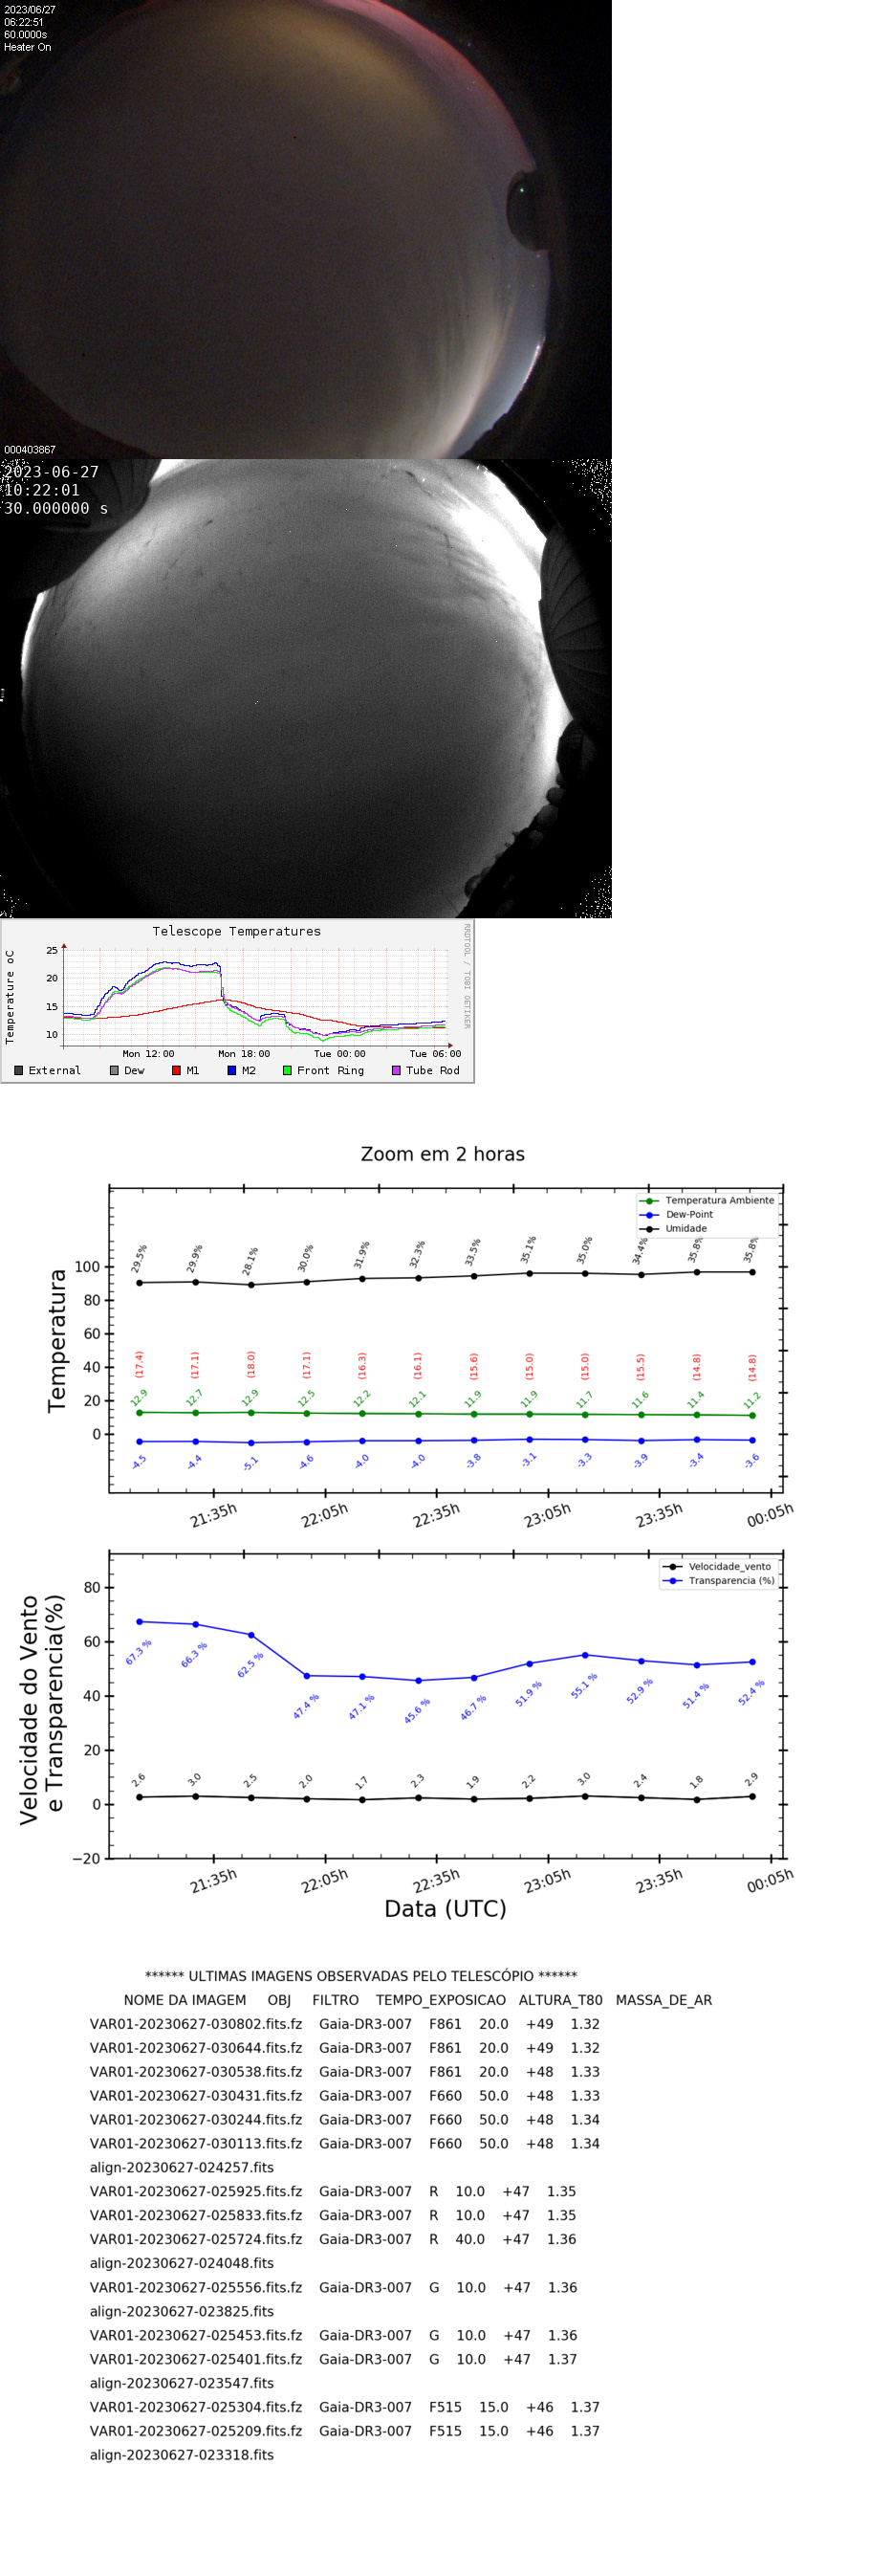 2023/06/27
06:22:51
60.0000s
Heater On
000403867
2023-06-27
10:22:01
30.000000 s
Telescope Temperatures
RRDTOOL / TOBI OETIKER
Temperature oC
25
20
15
10
Mon 12:00 Mon 18:00 Tue 00:00 Tue 06:00
External Dew M1 M2 Front Ring Tube Rod
Zoom em 2 horas
Temperatura Ambiente
Dew-Point
Umidade
Temperatura
100
80
60
40
20
0
29.5% 29.9% 28.1% 30.0% 31.9% 32.3% 33.5% 35.1% 35.0% 34.4% 35.8% 35.8%
(17.4) (17.1) (18.0) (17.1) (16.3) (16.1) (15.6) (15.0) (15.0) (15.5) (14.8) (14.8)
12.9 12.7 12.9 12.5 12.2 12.1 11.9 11.9 11.7 11.6 11.4 11.2
-4.5 -4.4 -5.1 -4.6 -4.0 -4.0 -3.8 -3.1 -3.3 -3.9 -3.4 -3.6
21:35h 22:05h 22:35h 23:05h 23:35h 00:05h
Velocidade_vento
Transparencia (%)
Velocidade do Vento
e Transparencia(%)
80
60
40
20
0
−20
67.3 % 66.3 % 62.5 % 47.4 % 47.1 % 45.6 % 46.7 % 51.9 % 55.1 % 52.9 % 51.4 % 52.4 %
2.6 3.0 2.5 2.0 1.7 2.3 1.9 2.2 3.0 2.4 1.8 2.9
21:35h 22:05h 22:35h 23:05h 23:35h 00:05h
Data (UTC)
****** ULTIMAS IMAGENS OBSERVADAS PELO TELESCÓPIO ******
NOME DA IMAGEM OBJ FILTRO TEMPO_EXPOSICAO ALTURA_T80 MASSA_DE_AR
VAR01-20230627-030802.fits.fz Gaia-DR3-007 F861 20.0 +49 1.32
VAR01-20230627-030644.fits.fz Gaia-DR3-007 F861 20.0 +49 1.32
VAR01-20230627-030538.fits.fz Gaia-DR3-007 F861 20.0 +48 1.33
VAR01-20230627-030431.fits.fz Gaia-DR3-007 F660 50.0 +48 1.33
VAR01-20230627-030244.fits.fz Gaia-DR3-007 F660 50.0 +48 1.34
VAR01-20230627-030113.fits.fz Gaia-DR3-007 F660 50.0 +48 1.34
align-20230627-024257.fits
VAR01-20230627-025925.fits.fz Gaia-DR3-007 R 10.0 +47 1.35
VAR01-20230627-025833.fits.fz Gaia-DR3-007 R 10.0 +47 1.35
VAR01-20230627-025724.fits.fz Gaia-DR3-007 R 40.0 +47 1.36
align-20230627-024048.fits
VAR01-20230627-025556.fits.fz Gaia-DR3-007 G 10.0 +47 1.36
align-20230627-023825.fits
VAR01-20230627-025453.fits.fz Gaia-DR3-007 G 10.0 +47 1.36
VAR01-20230627-025401.fits.fz Gaia-DR3-007 G 10.0 +47 1.37
align-20230627-023547.fits
VAR01-20230627-025304.fits.fz Gaia-DR3-007 F515 15.0 +46 1.37
VAR01-20230627-025209.fits.fz Gaia-DR3-007 F515 15.0 +46 1.37
align-20230627-023318.fits